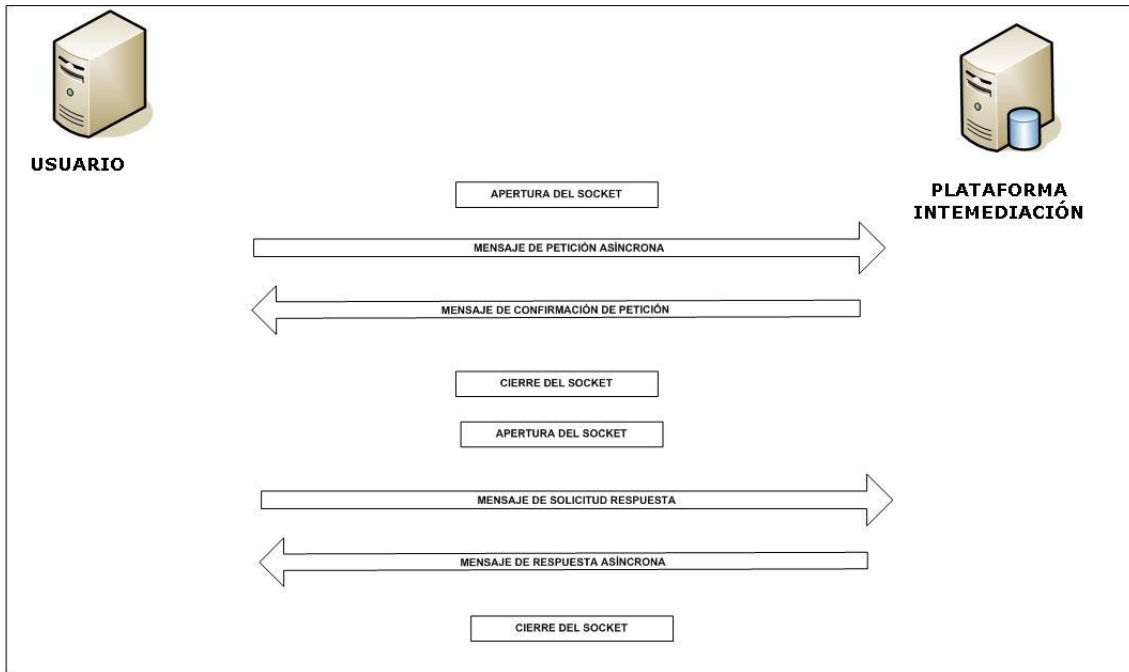 USUARIO
PLATAFORMA
INTEMEDIACIÓN
APERTURA DEL SOCKET
MENSAJE DE PETICIÓN ASÍNCRONA
MENSAJE DE CONFIRMACIÓN DE PETICIÓN
CIERRE DEL SOCKET
APERTURA DEL SOCKET
MENSAJE DE SOLICITUD RESPUESTA
MENSAJE DE RESPUESTA ASÍNCRONA
CIERRE DEL SOCKET